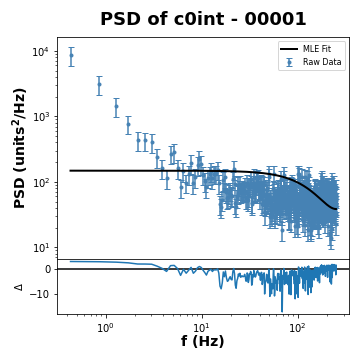 PSD of c0int - 00001
PSD (units²/Hz)
10⁴
10³
10²
10¹
MLE Fit
Raw Data
Δ
0
−10
10⁰
10¹
10²
f (Hz)